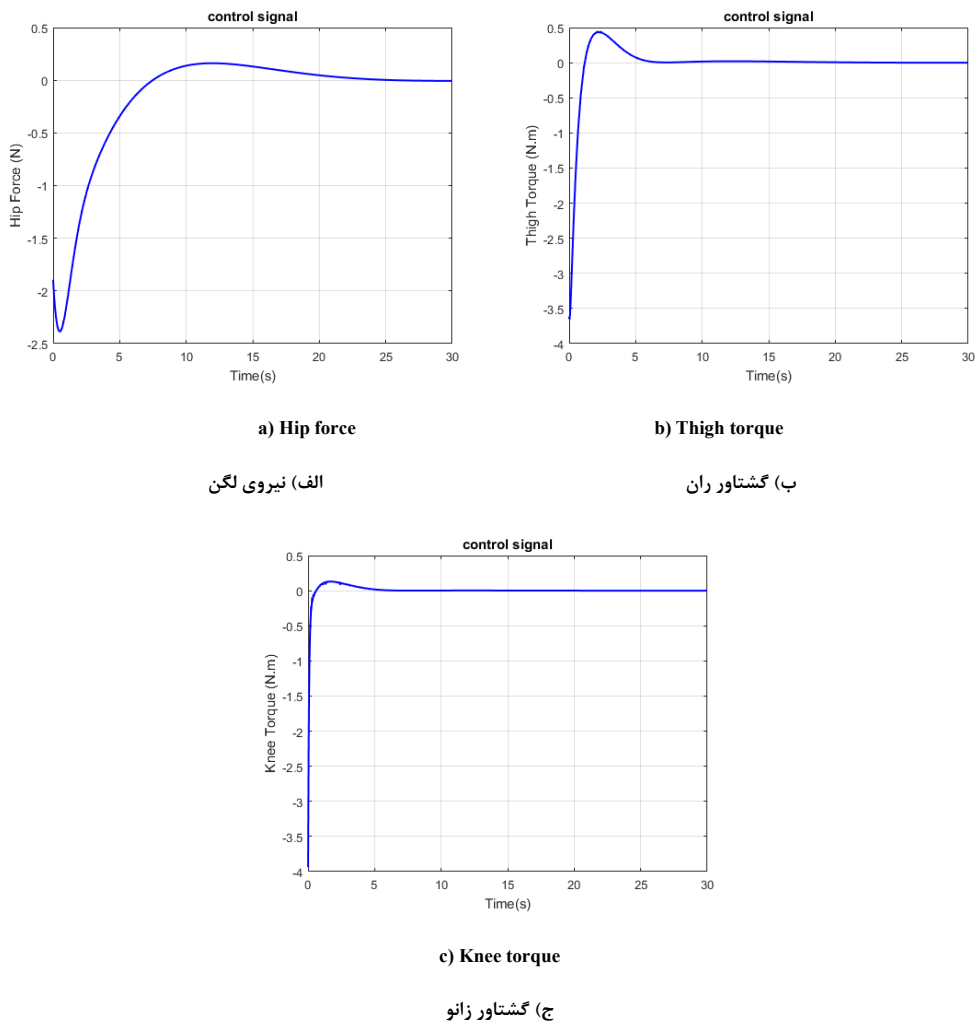 control signal
0.5
0
-0.5
-1
-1.5
-2
-2.5
Hip Force (N)
0 5 10 15 20 25 30
Time(s)
control signal
0.5
0
-0.5
-1
-1.5
-2
-2.5
-3
-3.5
-4
Thigh Torque (N.m)
0 5 10 15 20 25 30
Time(s)
a) Hip force
b) Thigh torque
الف) نیروی لگن
ب) گشتاور ران
control signal
0.5
0
-0.5
-1
-1.5
-2
-2.5
-3
-3.5
-4
Knee Torque (N.m)
0 5 10 15 20 25 30
Time(s)
c) Knee torque
ج) گشتاور زانو